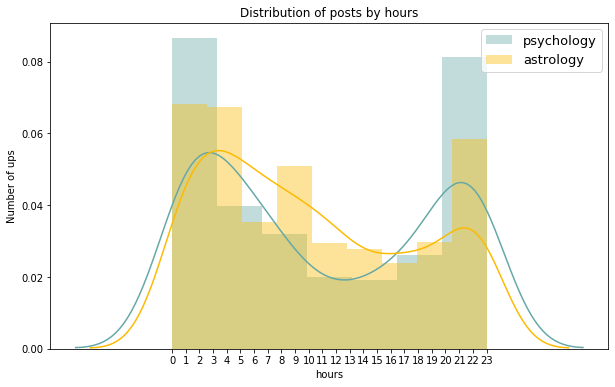 Distribution of posts by hours
psychology
astrology
Number of ups
0.08
0.06
0.04
0.02
0.00
0 1 2 3 4 5 6 7 8 9 10 11 12 13 14 15 16 17 18 19 20 21 22 23
hours